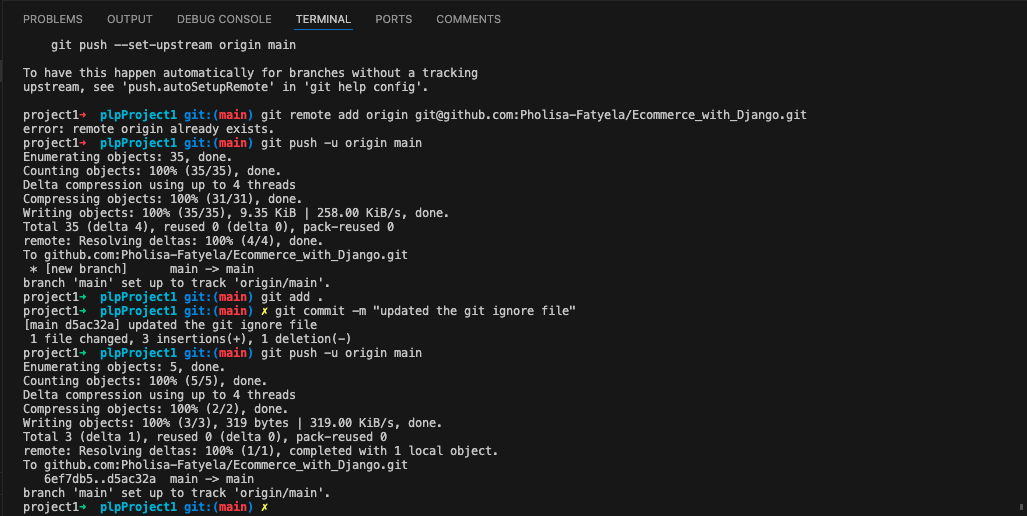 PROBLEMS OUTPUT DEBUG CONSOLE TERMINAL PORTS COMMENTS
git push --set-upstream origin main
To have this happen automatically for branches without a tracking
upstream, see 'push.autoSetupRemote' in 'git help config'.
project1→ plpProject1 git:(main) git remote add origin git@github.com:Pholisa-Fatyela/Ecommerce_with_Django.git
error: remote origin already exists.
project1→ plpProject1 git:(main) git push -u origin main
Enumerating objects: 35, done.
Counting objects: 100% (35/35), done.
Delta compression using up to 4 threads
Compressing objects: 100% (31/31), done.
Writing objects: 100% (35/35), 9.35 KiB | 258.00 KiB/s, done.
Total 35 (delta 4), reused 0 (delta 0), pack-reused 0
remote: Resolving deltas: 100% (4/4), done.
To github.com:Pholisa-Fatyela/Ecommerce_with_Django.git
* [new branch] main -> main
branch 'main' set up to track 'origin/main'.
project1→ plpProject1 git:(main) git add .
project1→ plpProject1 git:(main) ✗ git commit -m "updated the git ignore file"
[main d5ac32a] updated the git ignore file
1 file changed, 3 insertions(+), 1 deletion(-)
project1→ plpProject1 git:(main) git push -u origin main
Enumerating objects: 5, done.
Counting objects: 100% (5/5), done.
Delta compression using up to 4 threads
Compressing objects: 100% (2/2), done.
Writing objects: 100% (3/3), 319 bytes | 319.00 KiB/s, done.
Total 3 (delta 1), reused 0 (delta 0), pack-reused 0
remote: Resolving deltas: 100% (1/1), completed with 1 local object.
To github.com:Pholisa-Fatyela/Ecommerce_with_Django.git
6ef7db5..d5ac32a main -> main
branch 'main' set up to track 'origin/main'.
project1→ plpProject1 git:(main) ✗